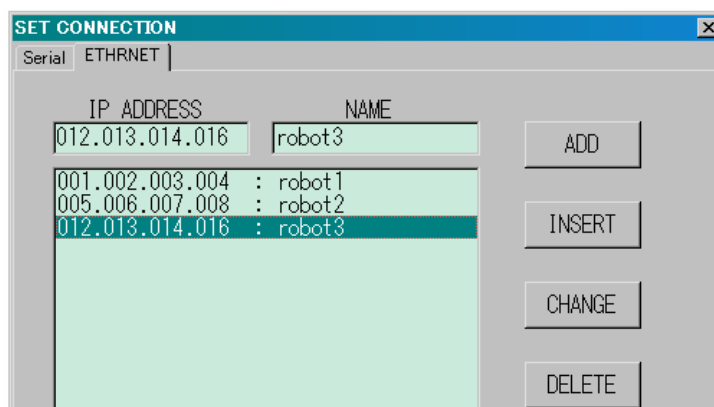 SET CONNECTION
Serial ETHRNET
IP ADDRESS NAME
012.013.014.016 robot3
ADD
001.002.003.004 : robot1
005.006.007.008 : robot2
012.013.014.016 : robot3
INSERT
CHANGE
DELETE